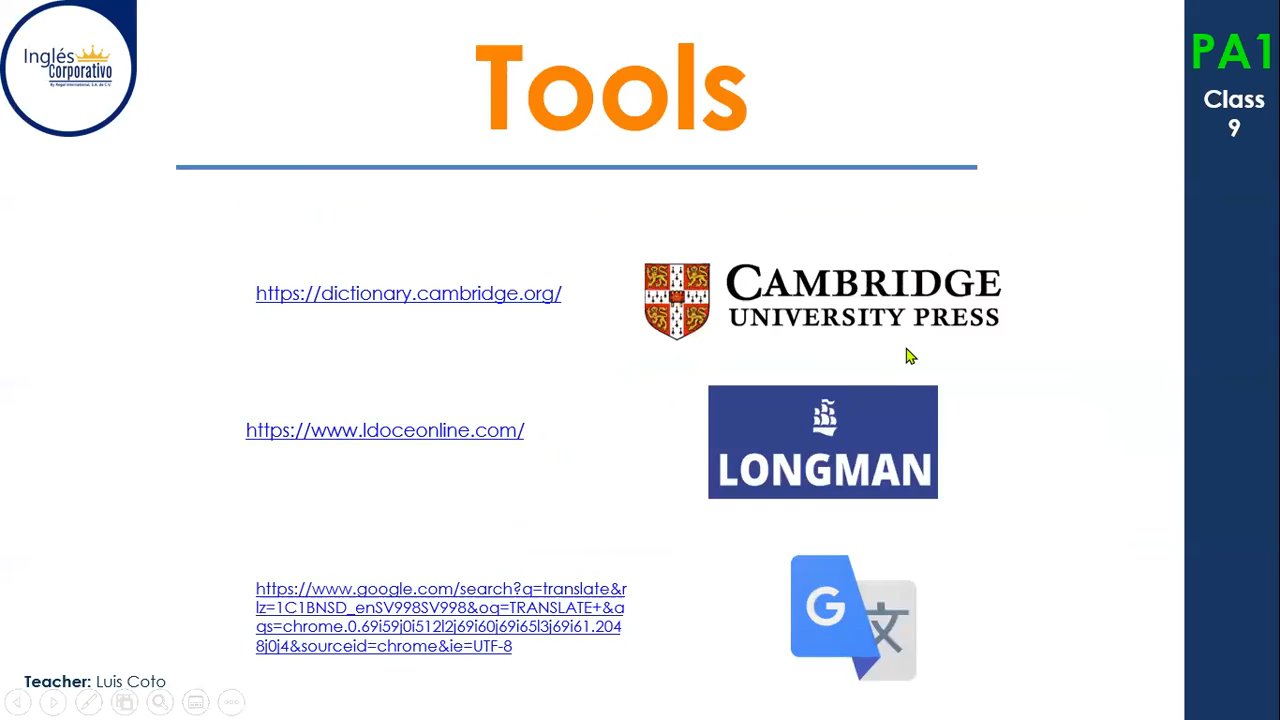 Inglés
Corporativo
By Regal International, S.A. de C.V.
Tools
PA1
Class
9
https://dictionary.cambridge.org/
CAMBRIDGE
UNIVERSITY PRESS
https://www.ldoceonline.com/
LONGMAN
https://www.google.com/search?q=translate&r
lz=1C1BNSD_enSV998SV998&oq=TRANSLATE+&a
qs=chrome.0.69i59j0i512l2j69i60j69i65l3j69i61.204
8j0j4&sourceid=chrome&ie=UTF-8
G
文
Teacher: Luis Coto